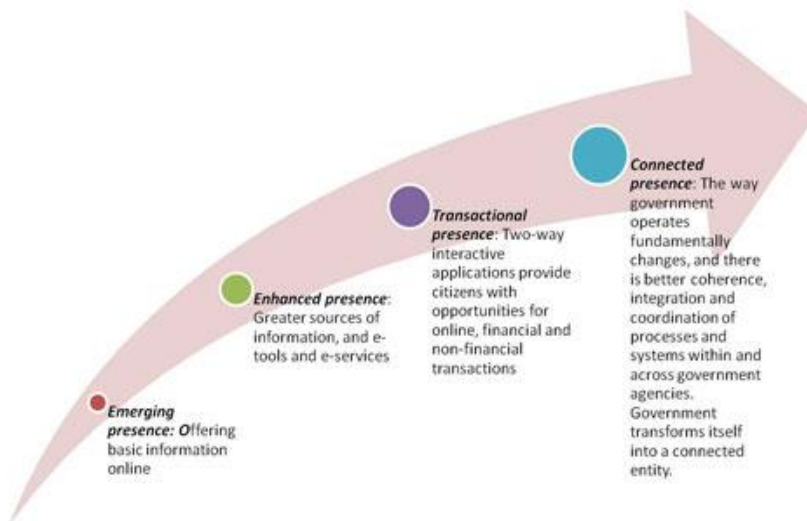 Emerging
presence: Offering
basic information
online
Enhanced presence:
Greater sources of
information, and e-
tools and e-services
Transactional
presence: Two-way
interactive
applications provide
citizens with
opportunities for
online, financial and
non-financial
transactions
Connected
presence: The way
government
operates
fundamentally
changes, and there
is better coherence,
integration and
coordination of
processes and
systems within and
across government
agencies.
Government
transforms itself
into a connected
entity.